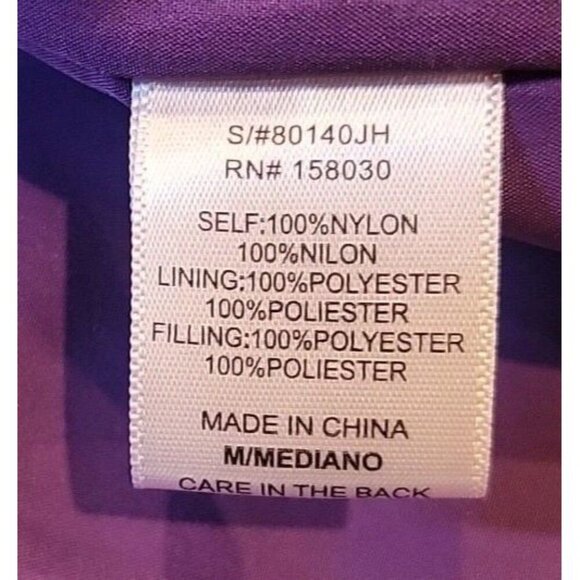 S/#80140JH
RN# 158030
SELF:100%NYLON
100%NILON
LINING:100%POLYESTER
100%POLIESTER
FILLING:100%POLYESTER
100%POLIESTER
MADE IN CHINA
M/MEDIANO
CARE IN THE BACK